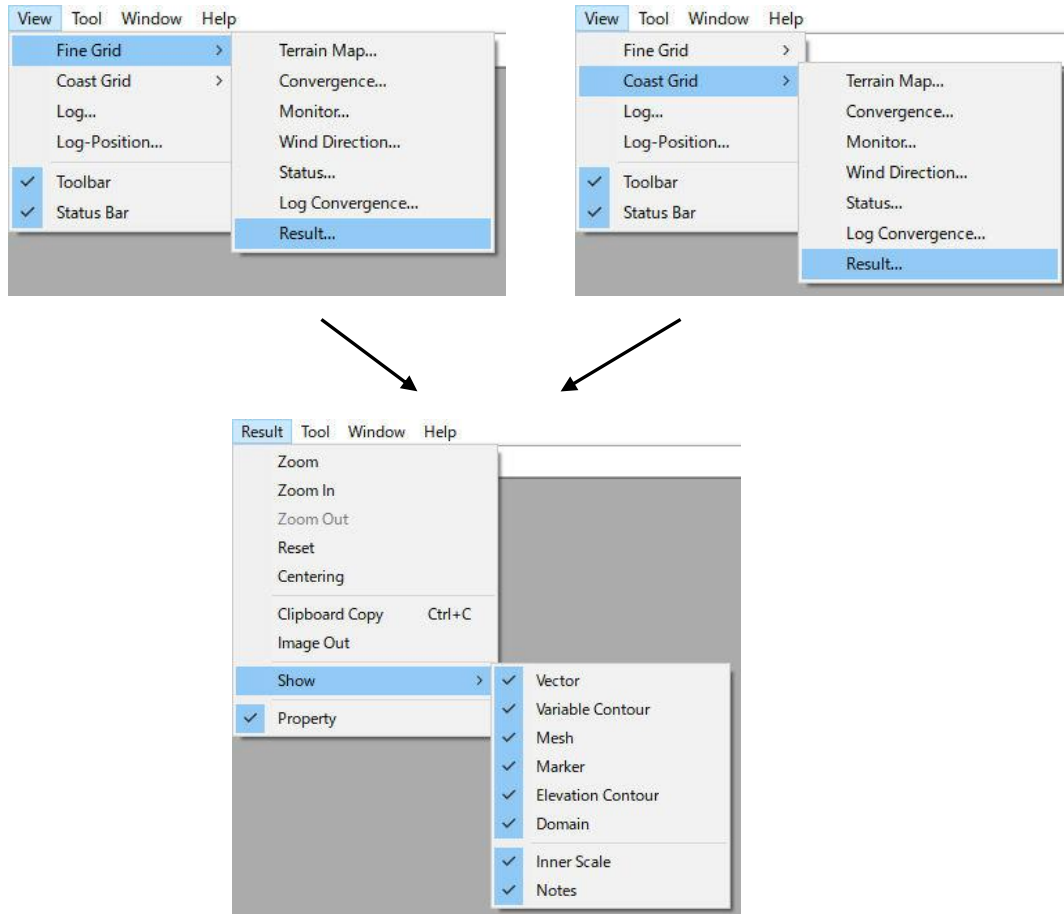 View Tool Window Help
Fine Grid >
Coast Grid >
Log...
Log-Position...
Toolbar
Status Bar
Terrain Map...
Convergence...
Monitor...
Wind Direction...
Status...
Log Convergence...
Result...
View Tool Window Help
Fine Grid >
Coast Grid >
Log...
Log-Position...
Toolbar
Status Bar
Terrain Map...
Convergence...
Monitor...
Wind Direction...
Status...
Log Convergence...
Result...
Result Tool Window Help
Zoom
Zoom In
Zoom Out
Reset
Centering
Clipboard Copy Ctrl+C
Image Out
Show >
Property
Vector
Variable Contour
Mesh
Marker
Elevation Contour
Domain
Inner Scale
Notes